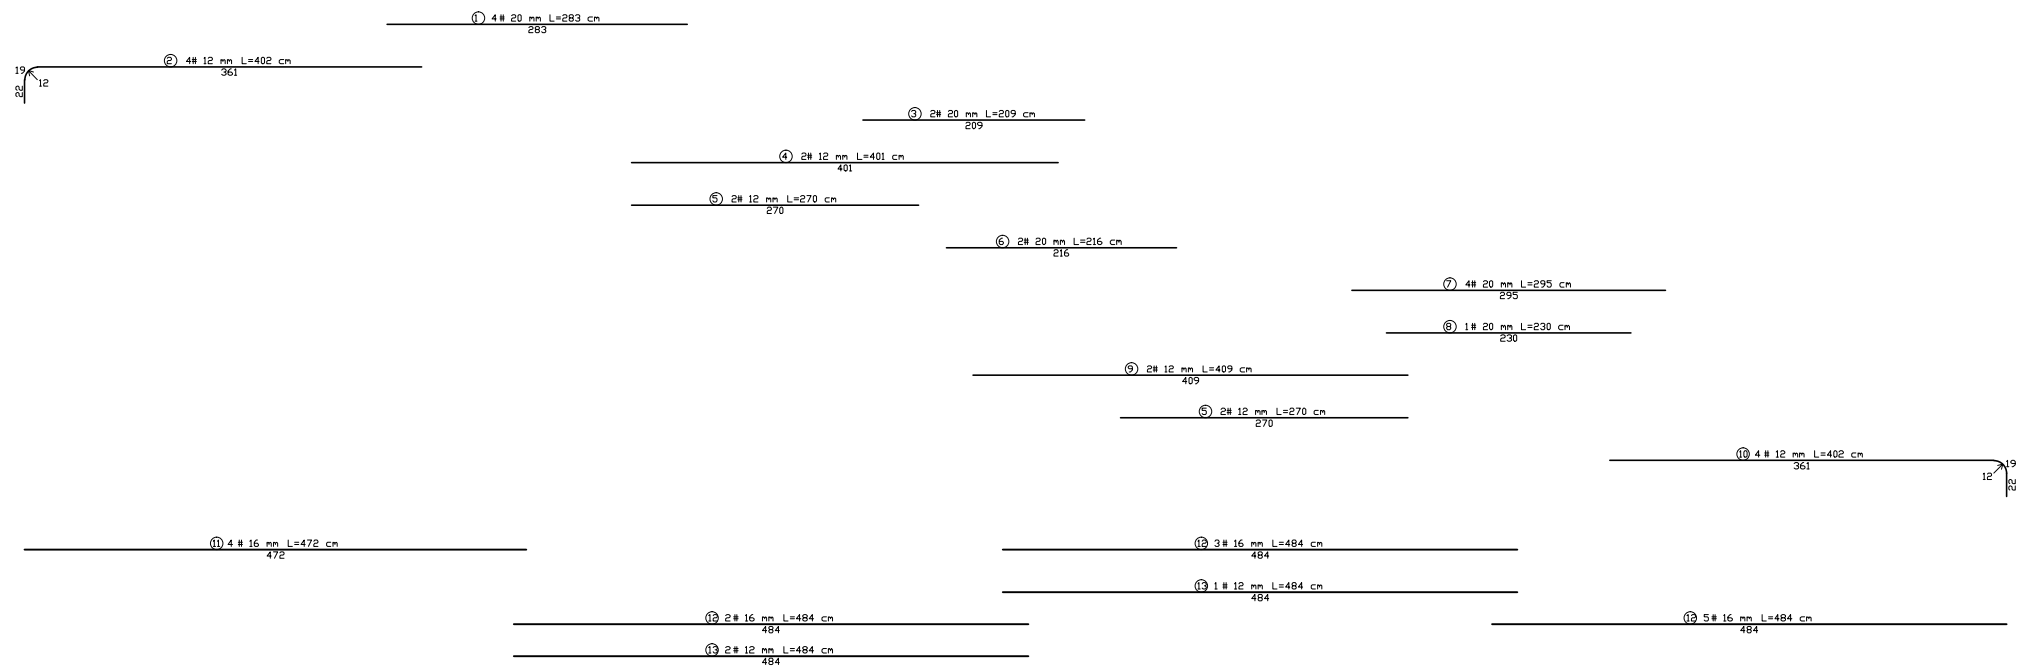 1 4# 20 mm L=283 cm
283
2 4# 12 mm L=402 cm
361
19
12
22
3 2# 20 mm L=209 cm
209
4 2# 12 mm L=401 cm
401
5 2# 12 mm L=270 cm
270
6 2# 20 mm L=216 cm
216
7 4# 20 mm L=295 cm
295
8 1# 20 mm L=230 cm
230
9 2# 12 mm L=409 cm
409
5 2# 12 mm L=270 cm
270
10 4# 12 mm L=402 cm
361
19
12
22
11 4# 16 mm L=472 cm
472
12 3# 16 mm L=484 cm
484
13 1# 12 mm L=484 cm
484
12 2# 16 mm L=484 cm
484
12 5# 16 mm L=484 cm
484
13 2# 12 mm L=484 cm
484